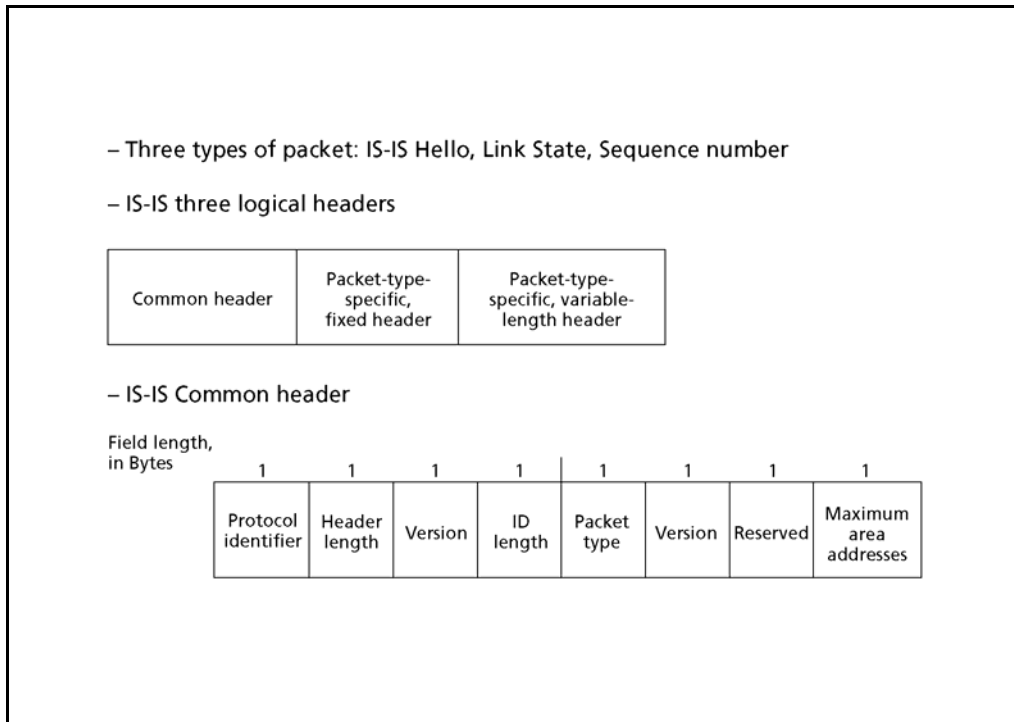 – Three types of packet: IS-IS Hello, Link State, Sequence number
– IS-IS three logical headers
Common header
Packet-type-
specific,
fixed header
Packet-type-
specific, variable-
length header
– IS-IS Common header
Field length,
in Bytes
1 1 1 1 1 1 1 1
Protocol
identifier
Header
length
Version
ID
length
Packet
type
Version
Reserved
Maximum
area
addresses